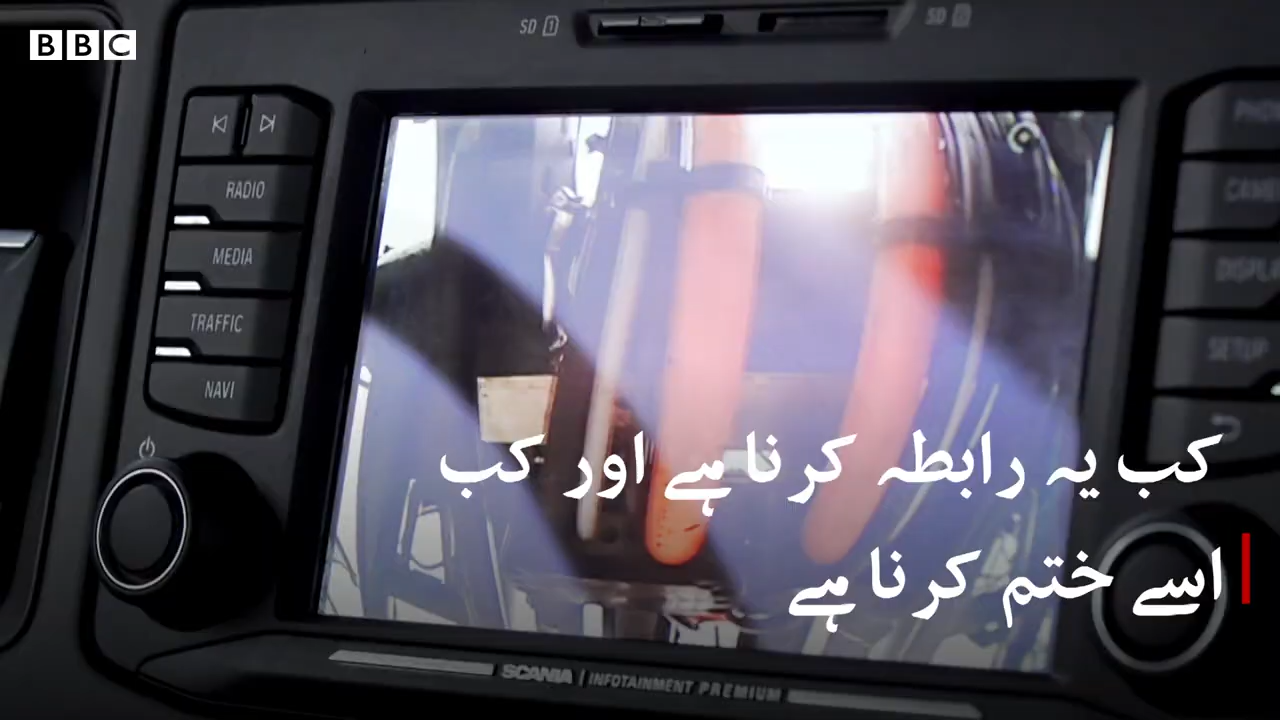 BBC
SD 1
SD
RADIO
MEDIA
TRAFFIC
NAVI
SETUP
کب یہ رابطہ کرنا ہے اور کب
اسے ختم کرنا ہے
SCANIA | INFOTAINMENT PREMIUM